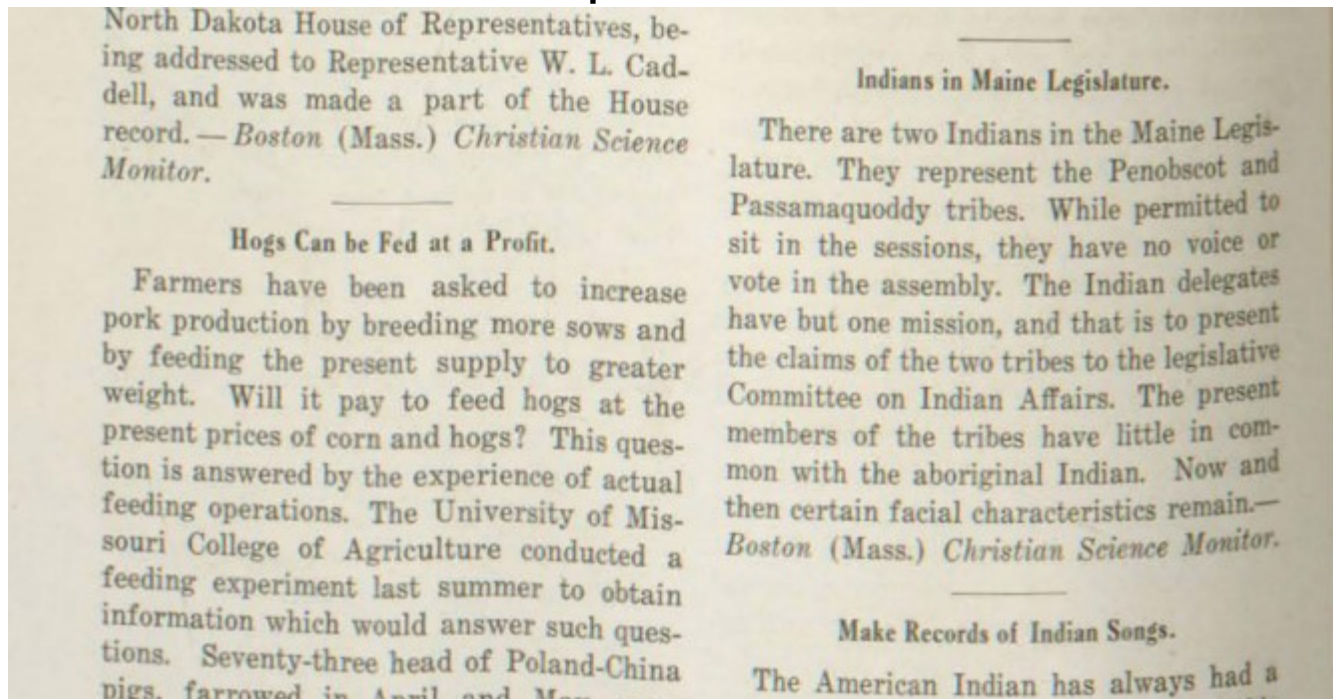 North Dakota House of Representatives, be-
ing addressed to Representative W. L. Cad-
dell, and was made a part of the House
record. — Boston (Mass.) Christian Science
Monitor.
Hogs Can be Fed at a Profit.
Farmers have been asked to increase
pork production by breeding more sows and
by feeding the present supply to greater
weight. Will it pay to feed hogs at the
present prices of corn and hogs? This ques-
tion is answered by the experience of actual
feeding operations. The University of Mis-
souri College of Agriculture conducted a
feeding experiment last summer to obtain
information which would answer such ques-
tions. Seventy-three head of Poland-China
pigs, farrowed in April and May
Indians in Maine Legislature.
There are two Indians in the Maine Legis-
lature. They represent the Penobscot and
Passamaquoddy tribes. While permitted to
sit in the sessions, they have no voice or
vote in the assembly. The Indian delegates
have but one mission, and that is to present
the claims of the two tribes to the legislative
Committee on Indian Affairs. The present
members of the tribes have little in com-
mon with the aboriginal Indian. Now and
then certain facial characteristics remain.—
Boston (Mass.) Christian Science Monitor.
Make Records of Indian Songs.
The American Indian has always had a